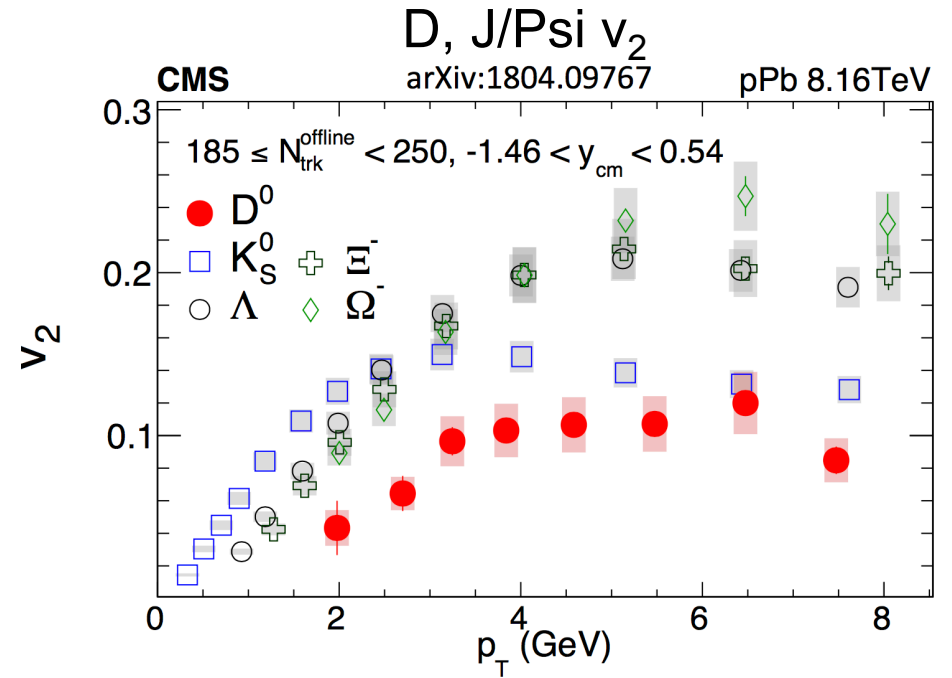 D, J/Psi v₂
CMS arXiv:1804.09767 pPb 8.16TeV
185 ≤ N_trk^offline < 250, -1.46 < y_cm < 0.54
D⁰
K_S^0 Ξ⁻
Λ Ω⁻
v₂
0.3
0.2
0.1
0 2 4 6 8
p_T (GeV)